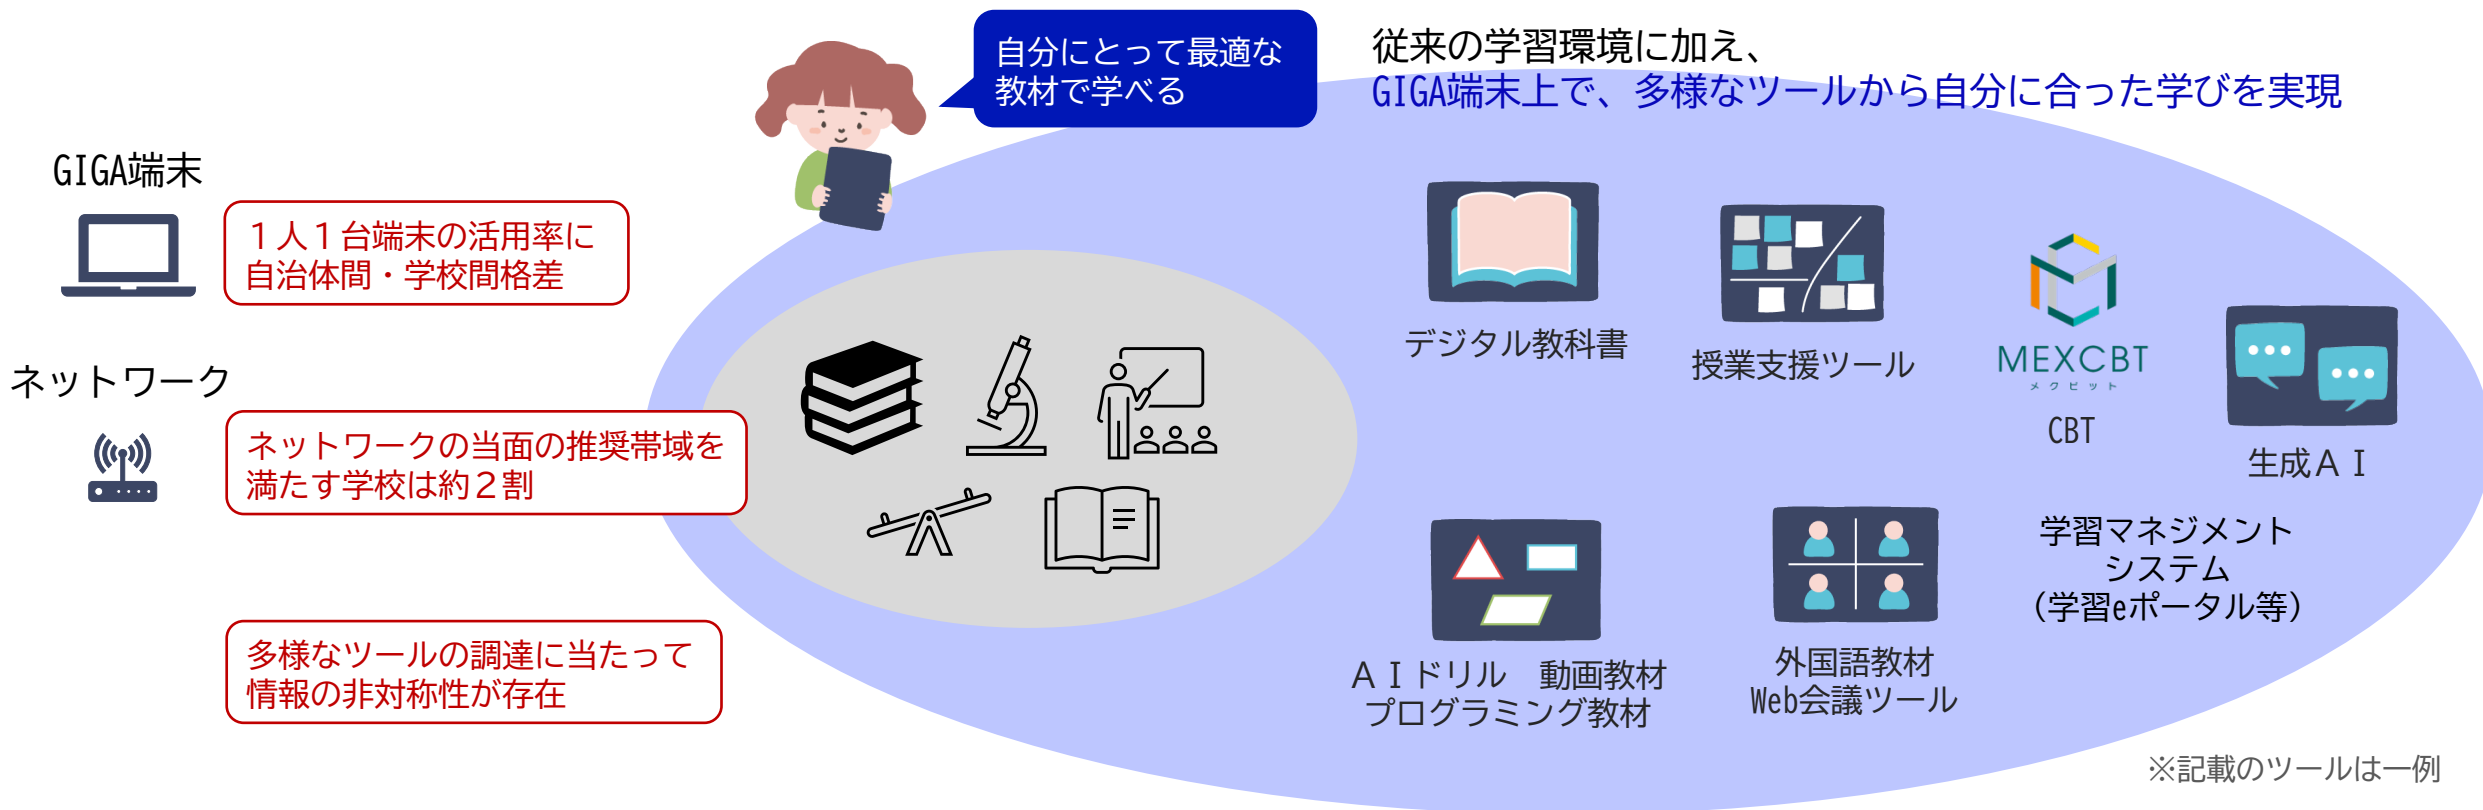 自分にとって最適な
教材で学べる
従来の学習環境に加え、
GIGA端末上で、多様なツールから自分に合った学びを実現
GIGA端末
１人１台端末の活用率に
自治体間・学校間格差
ネットワーク
ネットワークの当面の推奨帯域を
満たす学校は約２割
多様なツールの調達に当たって
情報の非対称性が存在
デジタル教科書
授業支援ツール
MEXCBT
メクビット
CBT
生成ＡＩ
ＡＩドリル　動画教材
プログラミング教材
外国語教材
Web会議ツール
学習マネジメント
システム
（学習eポータル等）
※記載のツールは一例